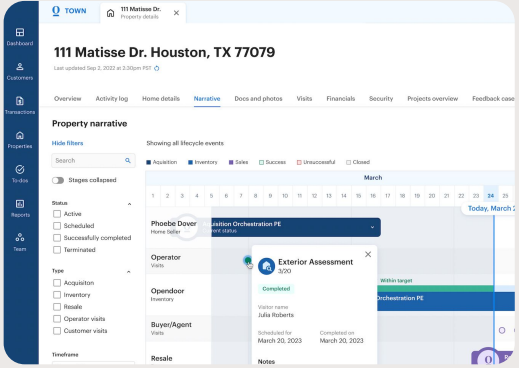 TOWN
111 Matisse Dr.
Property details
Dashboard
Customers
Transactions
Properties
To-dos
Reports
Team
111 Matisse Dr. Houston, TX 77079
Last updated Sep 2, 2022 at 3:30pm PST
Overview Activity log Home details Narrative Docs and photos Visits Financials Security Projects overview Feedback case
Property narrative
Hide filters
Showing all lifecycle events
Search
Aquisition Inventory Sales Success Unsuccessful Closed
Stages collapsed
March
1 2 3 4 5 6 7 8 9 10 11 12 13 14 15 16 17 18 19 20 21 22 23 24 25
Today, March 2
Status
Active
Scheduled
Successfully completed
Terminated
Type
Acquisiton
Inventory
Resale
Operator visits
Customer visits
Timeframe
Phoebe Dover
Home Seller
uisition Orchestration PE
rrent status
Operator
Visits
Opendoor
Inventory
Within target
Orchestration PE
Buyer/Agent
Visits
Resale
Exterior Assessment
3/20
Completed
Visitor name
Julia Roberts
Scheduled for
March 20, 2023
Completed on
March 20, 2023
Notes